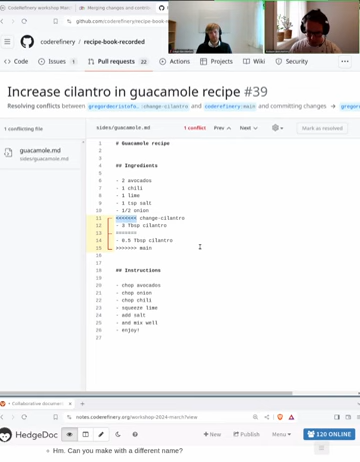 CodeRefinery workshop Mar
Merging changes and
github.com/coderefinery/recipe-book-
coderefinery / recipe-book-recorded
Code
Issues 1
Pull requests 22
Actions
Projects
Wiki
Security
Increase cilantro in guacamole recipe #39
Resolving conflicts between
change-cilantro and coderefinery:main and committing changes
1 conflicting file
sides/guacamole.md 1 conflict Prev Next Mark as resolved
guacamole.md
sides/guacamole.md
1 # Guacamole recipe
2
3
4 ## Ingredients
5
6 - 2 avocados
7 - 1 chili
8 - 1 lime
9 - 1 tsp salt
10 - 1/2 onion
11 <<<<<<< change-cilantro
12 - 3 Tbsp cilantro
13 =======
14 - 0.5 Tbsp cilantro
15 >>>>>>> main
16
17
18 ## Instructions
19
20 - chop avocados
21 - chop onion
22 - chop chili
23 - squeeze lime
24 - add salt
25 - and mix well
26 - enjoy!
27
notes.coderefinery.org/workshop-2024-march?view
HedgeDoc
New
Publish
Menu
120 ONLINE
Hm. Can you make with a different name?